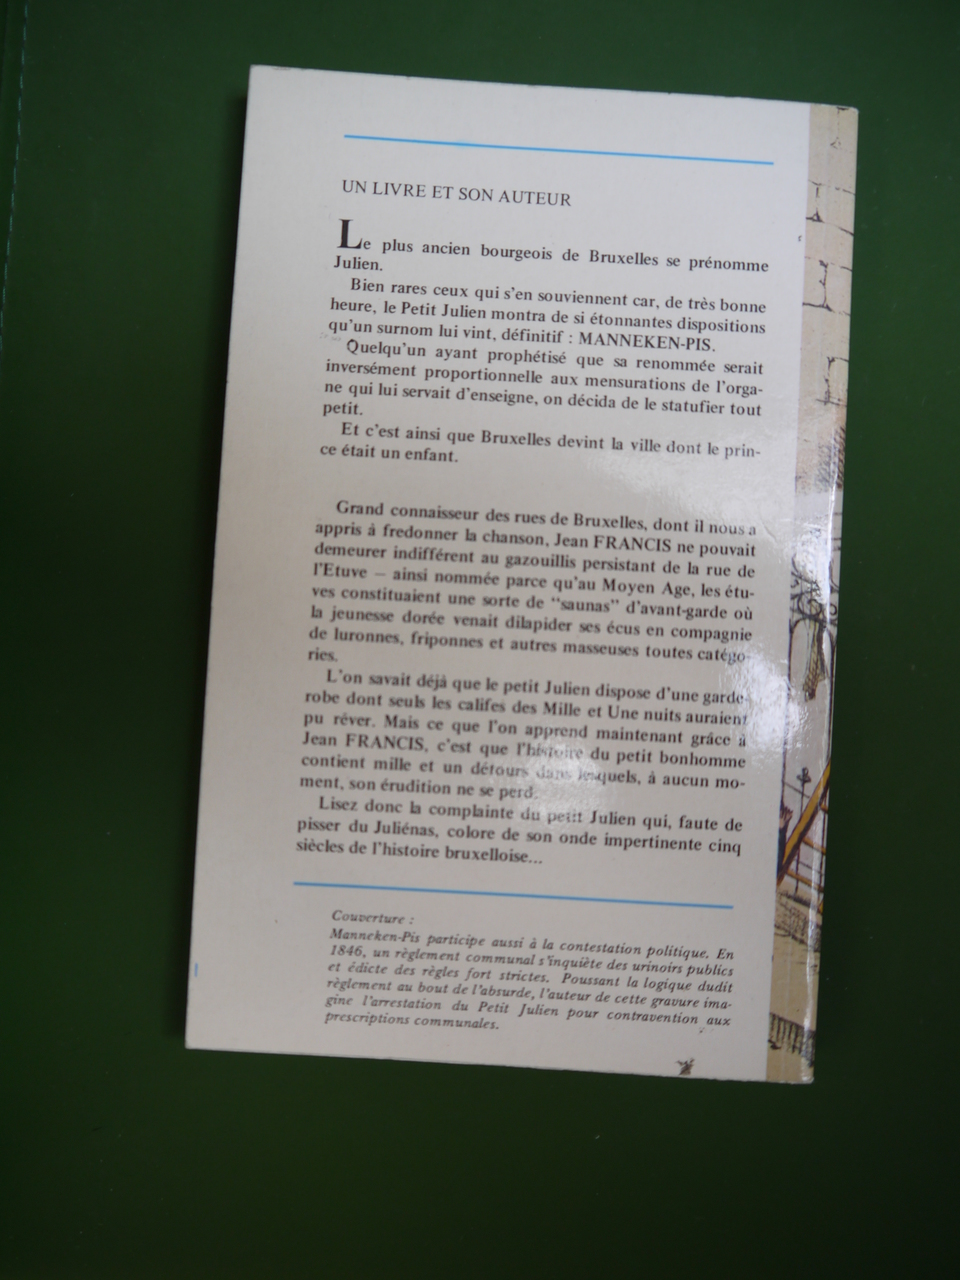 UN LIVRE ET SON AUTEUR
Le plus ancien bourgeois de Bruxelles se prénomme
Julien.
Bien rares ceux qui s'en souviennent car, de très bonne
heure, le Petit Julien montra de si étonnantes dispositions
qu'un surnom lui vint, définitif : MANNEKEN-PIS.
Quelqu'un ayant prophétisé que sa renommée serait
inversément proportionnelle aux mensurations de l'orga-
ne qui lui servait d'enseigne, on décida de le statufier tout
petit.
Et c'est ainsi que Bruxelles devint la ville dont le prin-
ce était un enfant.
Grand connaisseur des rues de Bruxelles, dont il nous a
appris à fredonner la chanson, Jean FRANCIS ne pouvait
demeurer indifférent au gazouillis persistant de la rue de
l'Etuve – ainsi nommée parce qu'au Moyen Age, les étu-
ves constituaient une sorte de "saunas" d'avant-garde où
la jeunesse dorée venait dilapider ses écus en compagnie
de luronnes, friponnes et autres masseuses toutes catégo-
ries.
L'on savait déjà que le petit Julien dispose d'une garde-
robe dont seuls les califes des Mille et Une nuits auraient
pu rêver. Mais ce que l'on apprend maintenant grâce à
Jean FRANCIS, c'est que l'histoire du petit bonhomme
contient mille et un détours dans lesquels, à aucun mo-
ment, son érudition ne se perd.
Lisez donc la complainte du petit Julien qui, faute de
pisser du Juliénas, colore de son onde impertinente cinq
siècles de l'histoire bruxelloise...
Couverture :
Manneken-Pis participe aussi à la contestation politique. En
1846, un règlement communal s'inquiète des urinoirs publics
et édicte des règles fort strictes. Poussant la logique dudit
règlement au bout de l'absurde, l'auteur de cette gravure ima-
gine l'arrestation du Petit Julien pour contravention aux
prescriptions communales.